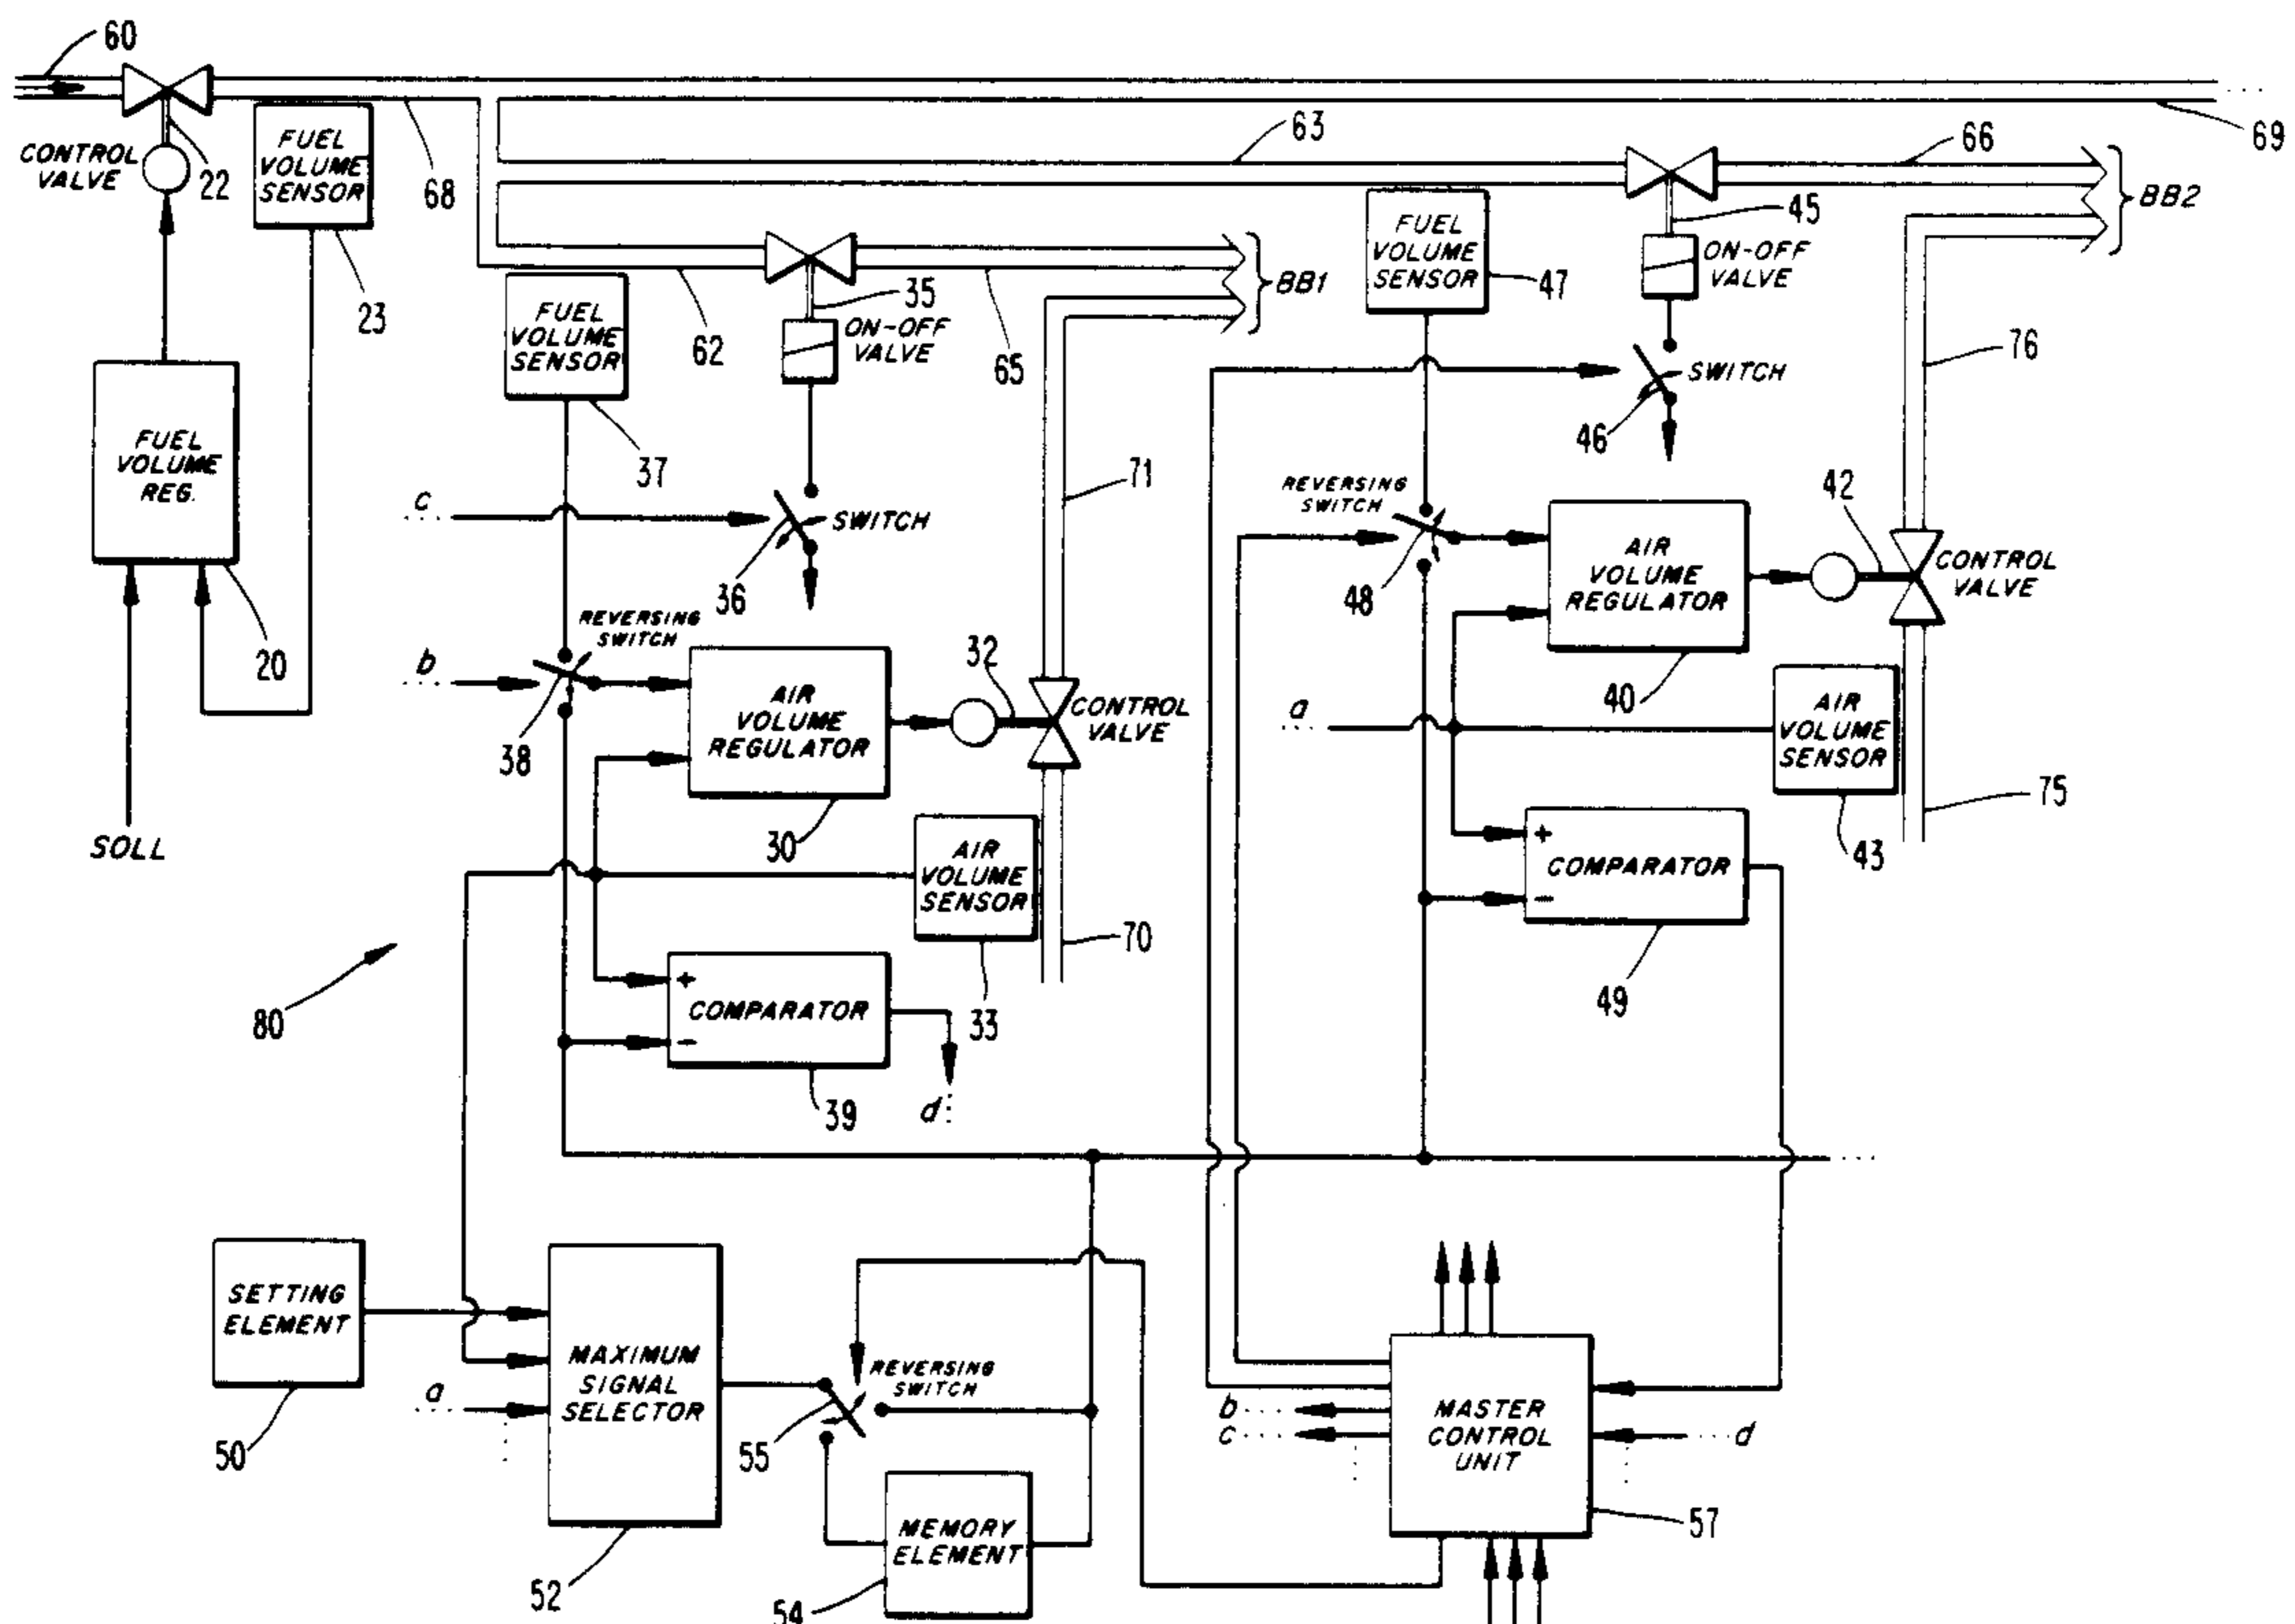 60
CONTROL
VALVE
22
FUEL
VOLUME
SENSOR
23
68
63
66
69
BB2
45
ON-OFF
VALVE
FUEL
VOLUME
SENSOR
47
35
ON-OFF
VALVE
62
65
BB1
FUEL
VOLUME
SENSOR
37
FUEL
VOLUME
REG.
20
SOLL
c
SWITCH
36
71
SWITCH
46
76
REVERSING
SWITCH
48
AIR
VOLUME
REGULATOR
40
42
CONTROL
VALVE
b
REVERSING
SWITCH
38
AIR
VOLUME
REGULATOR
30
32
CONTROL
VALVE
a
AIR
VOLUME
SENSOR
43
75
AIR
VOLUME
SENSOR
33
70
+
COMPARATOR
-
49
80
+
COMPARATOR
-
39
d
SETTING
ELEMENT
50
MAXIMUM
SIGNAL
SELECTOR
52
a
REVERSING
SWITCH
55
MEMORY
ELEMENT
54
b
c
MASTER
CONTROL
UNIT
57
d